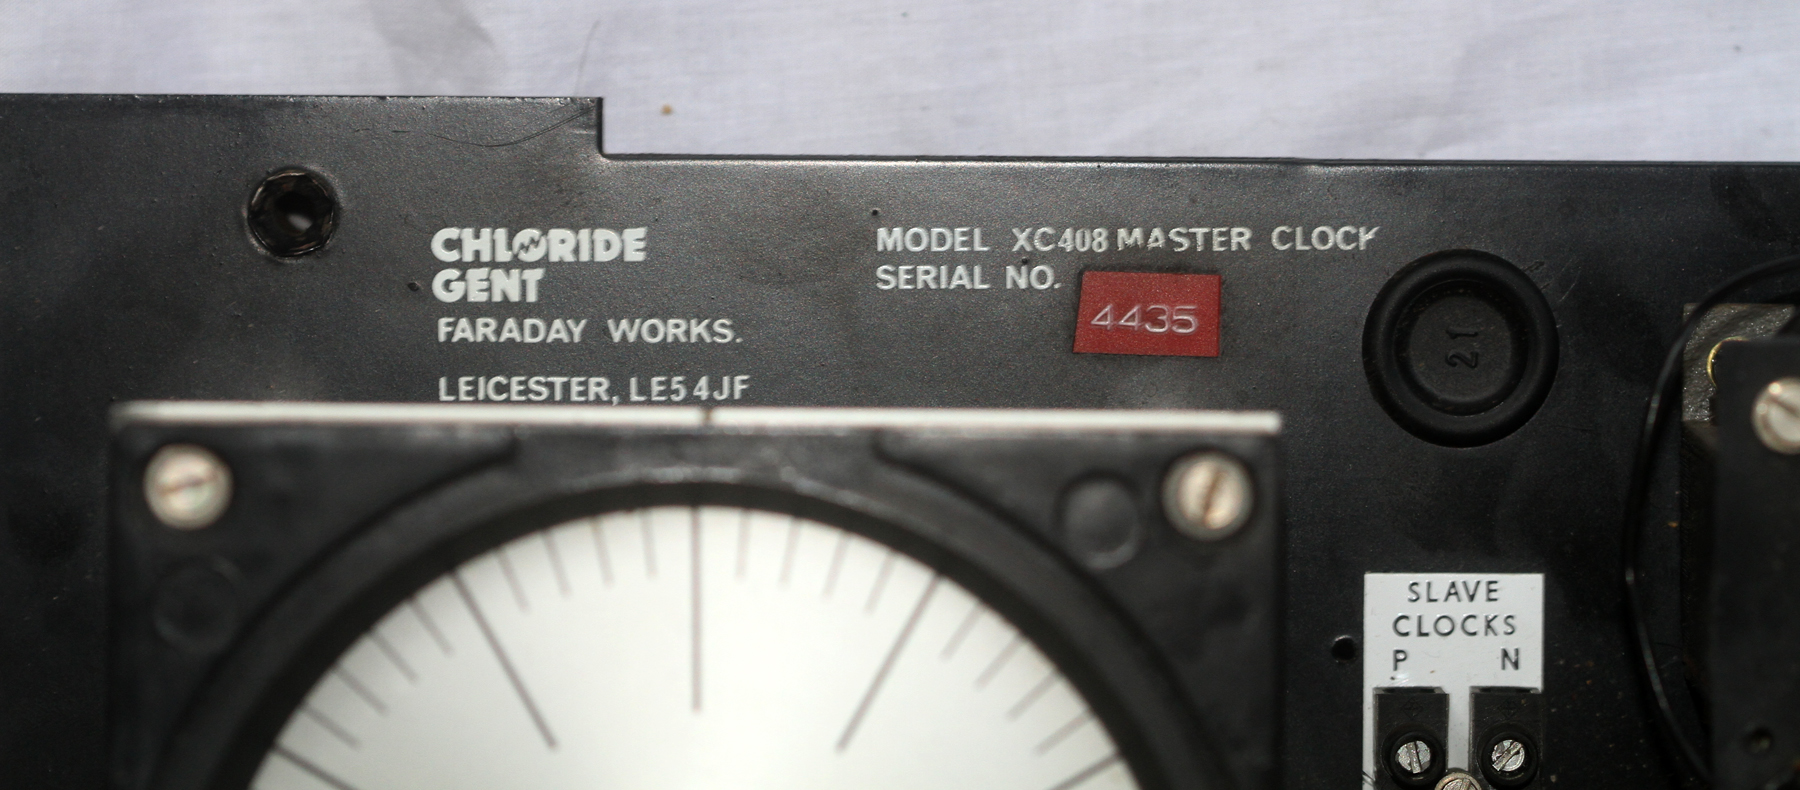 CHLORIDE
GENT
FARADAY WORKS.
LEICESTER, LE5 4JF
MODEL XC408 MASTER CLOCK
SERIAL NO. 4435
21
SLAVE
CLOCKS
P N